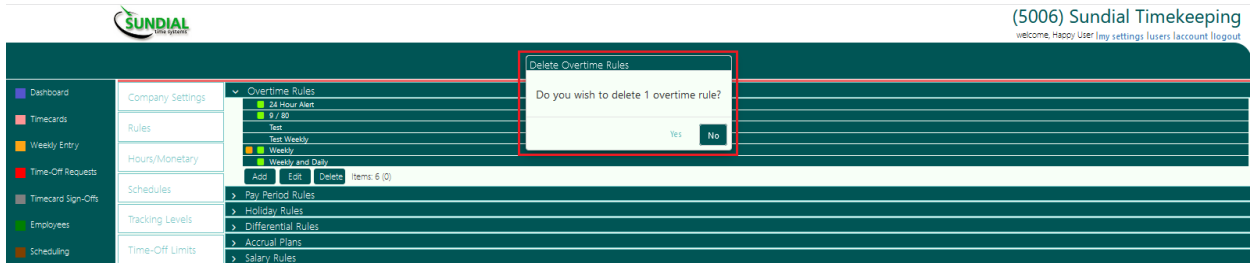 SUNDIAL
time systems
(5006) Sundial Timekeeping
welcome, Happy User |my settings |users |account |logout
Delete Overtime Rules
Do you wish to delete 1 overtime rule?
Yes
No
Dashboard
Timecards
Weekly Entry
Time-Off Requests
Timecard Sign-Offs
Employees
Scheduling
Company Settings
Rules
Hours/Monetary
Schedules
Tracking Levels
Time-Off Limits
Overtime Rules
24 Hour Alert
9 / 80
Test
Test Weekly
Weekly
Weekly and Daily
Add Edit Delete Items: 6 (0)
Pay Period Rules
Holiday Rules
Differential Rules
Accrual Plans
Salary Rules